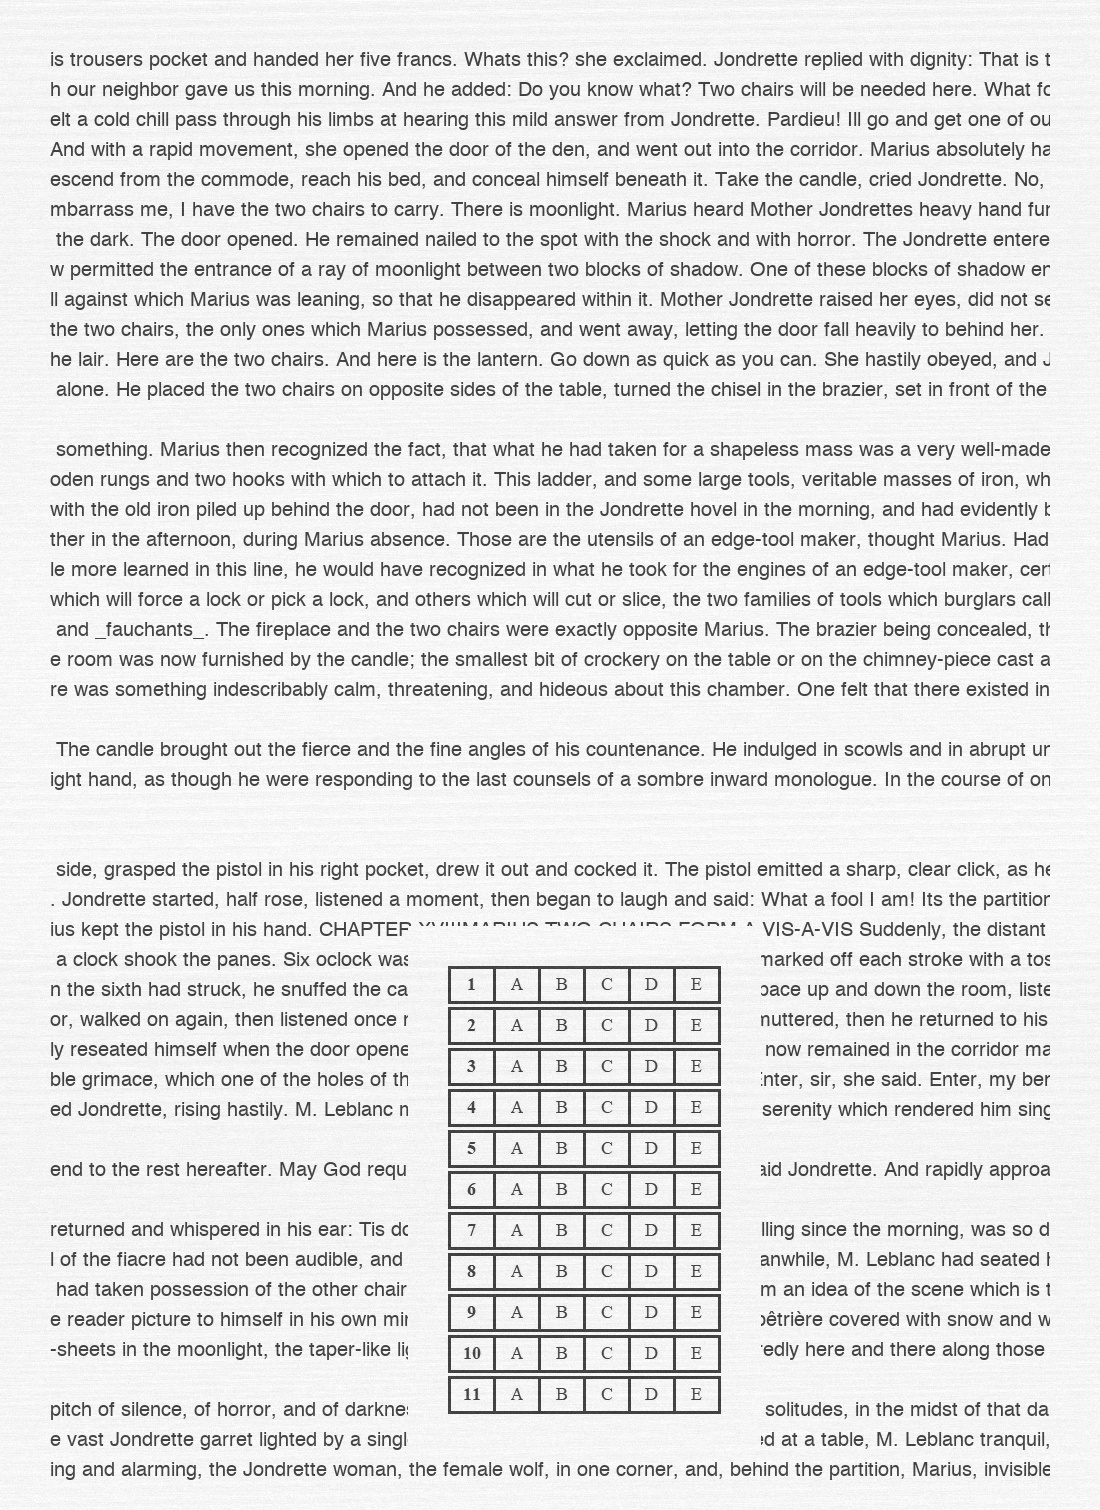 is trousers pocket and handed her five francs. Whats this? she exclaimed. Jondrette replied with dignity: That is
h our neighbor gave us this morning. And he added: Do you know what? Two chairs will be needed here. What
elt a cold chill pass through his limbs at hearing this mild answer from Jondrette. Pardieu! Ill go and get one of
And with a rapid movement, she opened the door of the den, and went out into the corridor. Marius absolutely
escend from the commode, reach his bed, and conceal himself beneath it. Take the candle, cried Jondrette. No,
mbarrass me, I have the two chairs to carry. There is moonlight. Marius heard Mother Jondrettes heavy hand
the dark. The door opened. He remained nailed to the spot with the shock and with horror. The Jondrette entere
w permitted the entrance of a ray of moonlight between two blocks of shadow. One of these blocks of shadow
ll against which Marius was leaning, so that he disappeared within it. Mother Jondrette raised her eyes, did not
the two chairs, the only ones which Marius possessed, and went away, letting the door fall heavily to behind her.
he lair. Here are the two chairs. And here is the lantern. Go down as quick as you can. She hastily obeyed, and
alone. He placed the two chairs on opposite sides of the table, turned the chisel in the brazier, set in front of the
something. Marius then recognized the fact, that what he had taken for a shapeless mass was a very well-made
oden rungs and two hooks with which to attach it. This ladder, and some large tools, veritable masses of iron, wh
with the old iron piled up behind the door, had not been in the Jondrette hovel in the morning, and had evidently
ther in the afternoon, during Marius absence. Those are the utensils of an edge-tool maker, thought Marius. Had
le more learned in this line, he would have recognized in what he took for the engines of an edge-tool maker,
which will force a lock or pick a lock, and others which will cut or slice, the two families of tools which burglars call
and _fauchants_. The fireplace and the two chairs were exactly opposite Marius. The brazier being concealed,
e room was now furnished by the candle; the smallest bit of crockery on the table or on the chimney-piece cast a
re was something indescribably calm, threatening, and hideous about this chamber. One felt that there existed in
The candle brought out the fierce and the fine angles of his countenance. He indulged in scowls and in abrupt
ight hand, as though he were responding to the last counsels of a sombre inward monologue. In the course of on
side, grasped the pistol in his right pocket, drew it out and cocked it. The pistol emitted a sharp, clear click, as he
. Jondrette started, half rose, listened a moment, then began to laugh and said: What a fool I am! Its the partition
ius kept the pistol in his hand. CHAPTER XVIIIMARIUS TWO CHAIRS FORM A VIS-A-VIS Suddenly, the distant
a clock shook the panes. Six oclock was marked off each stroke with a
n the sixth had struck, he snuffed the ca pace up and down the room, liste
or, walked on again, then listened once muttered, then he returned to his
ly reseated himself when the door opene now remained in the corridor ma
ble grimace, which one of the holes of th Enter, sir, she said. Enter, my
ed Jondrette, rising hastily. M. Leblanc serenity which rendered him sing
end to the rest hereafter. May God requ aid Jondrette. And rapidly approa
returned and whispered in his ear: Tis lling since the morning, was so d
l of the fiacre had not been audible, and anwhile, M. Leblanc had seated
had taken possession of the other chair m an idea of the scene which is
e reader picture to himself in his own pêtrière covered with snow and
-sheets in the moonlight, the taper-like redly here and there along those
pitch of silence, of horror, and of darkne solitudes, in the midst of that da
e vast Jondrette garret lighted by a singl ed at a table, M. Leblanc tranquil,
ing and alarming, the Jondrette woman, the female wolf, in one corner, and, behind the partition, Marius, invisible
1 A B C D E
2 A B C D E
3 A B C D E
4 A B C D E
5 A B C D E
6 A B C D E
7 A B C D E
8 A B C D E
9 A B C D E
10 A B C D E
11 A B C D E